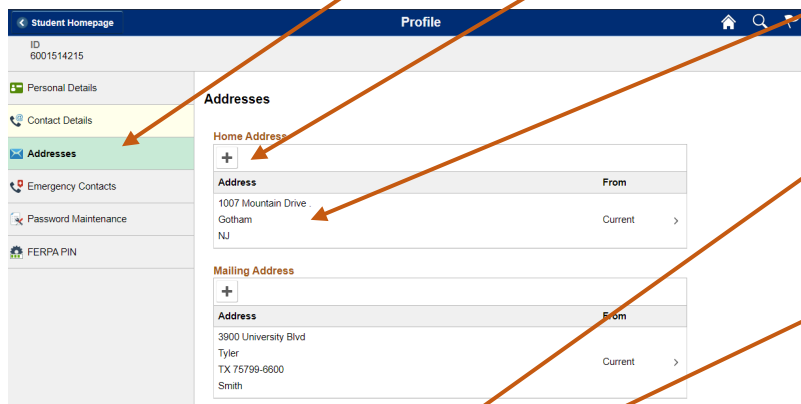 Student Homepage
Profile
ID
6001514215
Personal Details
Contact Details
Addresses
Emergency Contacts
Password Maintenance
FERPA PIN
Addresses
Home Address
+
Address From
1007 Mountain Drive .
Gotham
NJ
Current
Mailing Address
+
Address From
3900 University Blvd
Tyler
TX 75799-6600
Smith
Current